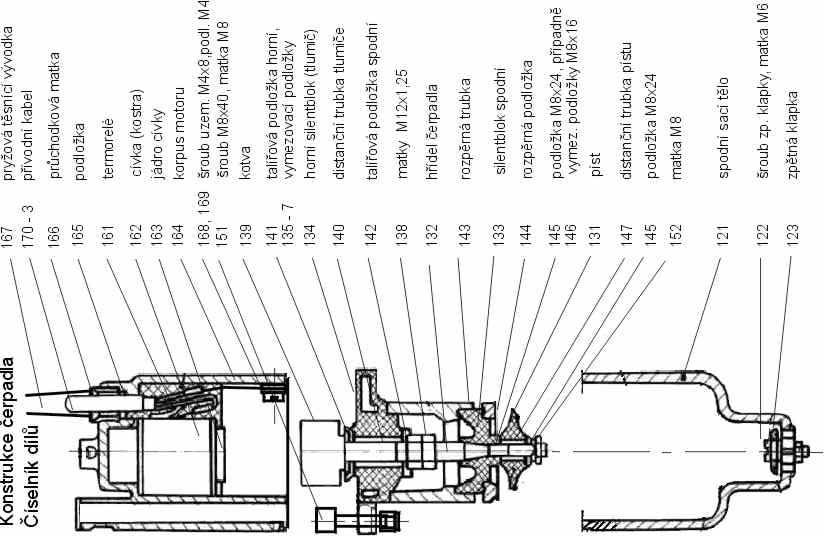 Konstrukce čerpadla
Číselník dílů
167 pryžová těsnící vývodka
170 - 3 přívodní kabel
166 průchodková matka
165 podložka
161 termorelé
162 cívka (kostra)
163 jádro cívky
164 korpus motoru
168, 169 šroub uzem. M4x8,podl. M4
151 šroub M8x40, matka M8
139 kotva
141 talířová podložka horní,
135 - 7 vymezovací podložky
134 horní silentblok (tlumič)
140 distanční trubka tlumiče
142 talířová podložka spodní
138 matky M12x1,25
132 hřídel čerpadla
143 rozpěrná trubka
133 silentblok spodní
144 rozpěrná podložka
145 podložka M8x24, případně
146 vymez. podložky M8x16
131 píst
147 distanční trubka pístu
145 podložka M8x24
152 matka M8
121 spodní sací tělo
122 šroub zp. klapky, matka M6
123 zpětná klapka